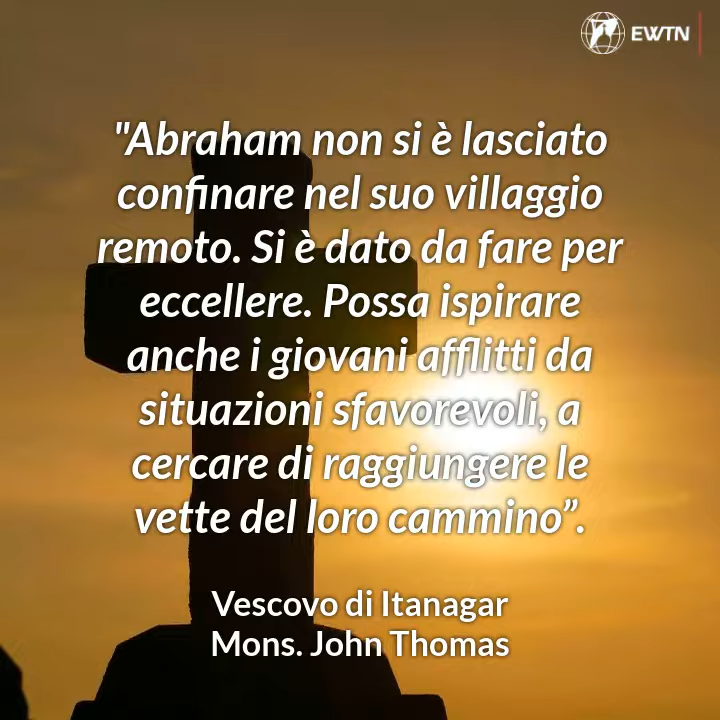 EWTN
"Abraham non si è lasciato
confinare nel suo villaggio
remoto. Si è dato da fare per
eccellere. Possa ispirare
anche i giovani afflitti da
situazioni sfavorevoli, a
cercare di raggiungere le
vette del loro cammino”.
Vescovo di Itanagar
Mons. John Thomas